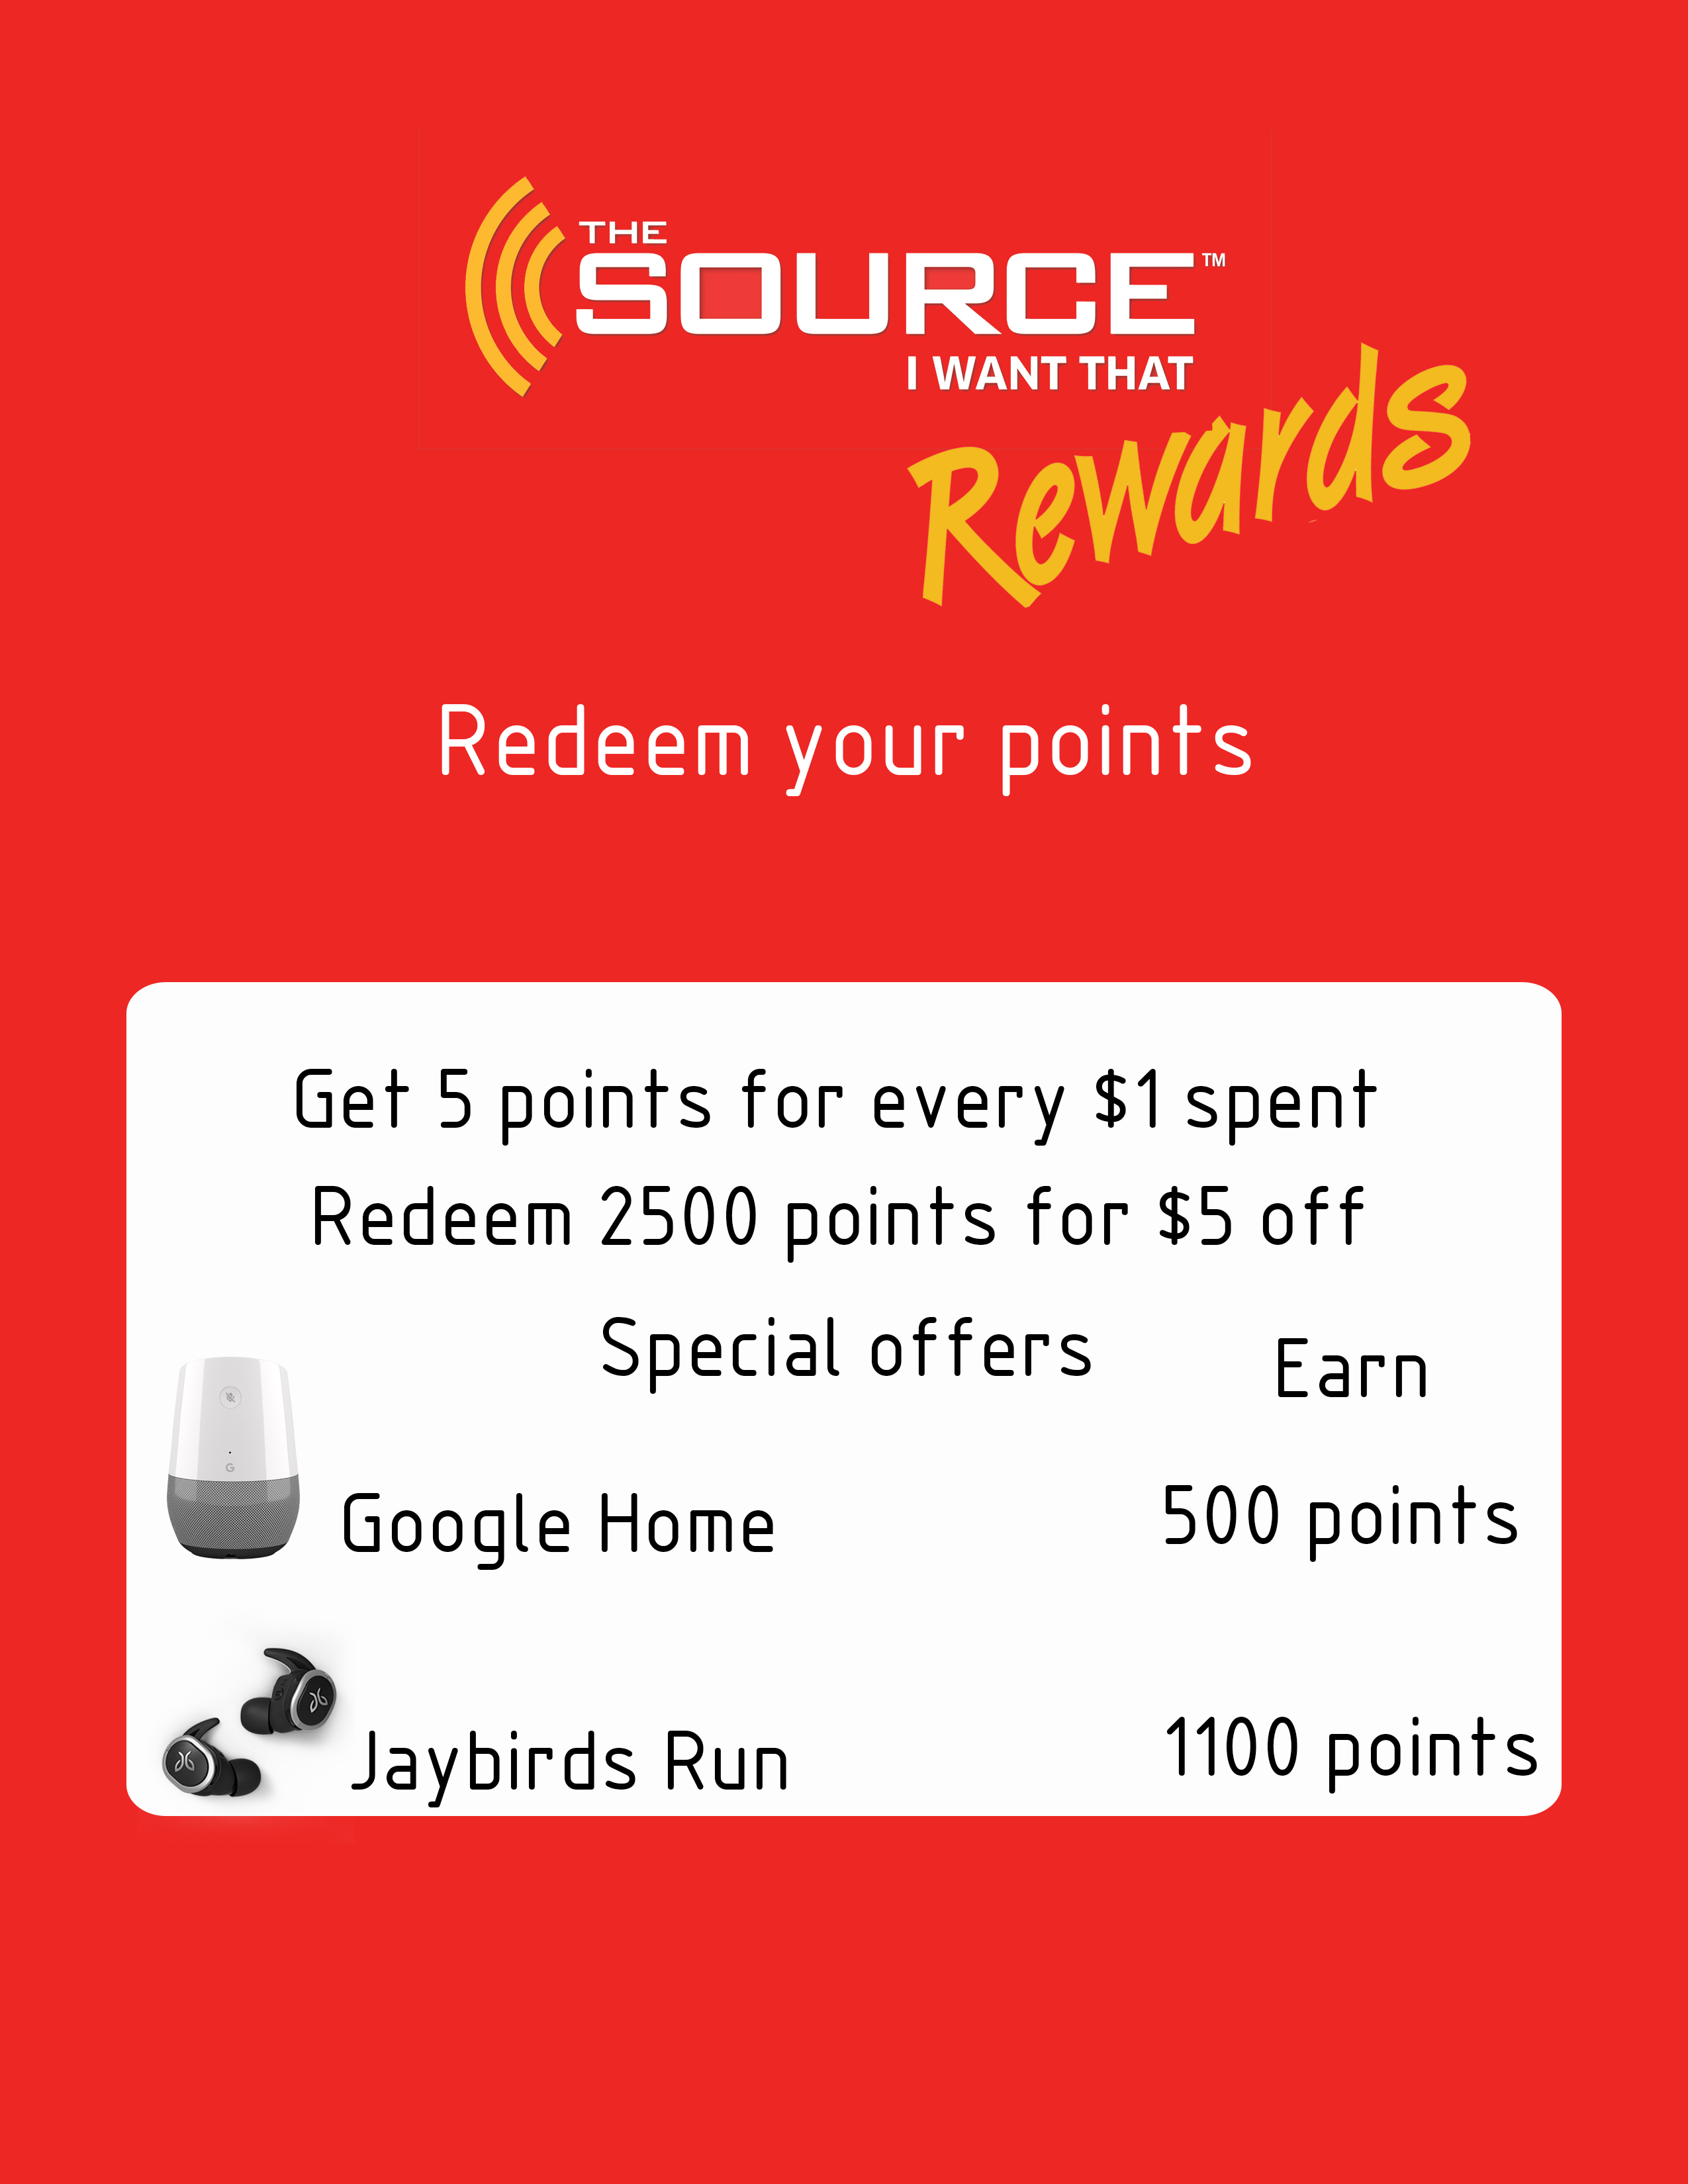 THE
SOURCE™
I WANT THAT
Rewards
Redeem your points
Get 5 points for every $1 spent
Redeem 2500 points for $5 off
Special offers
Earn
G
Google Home
500 points
Jaybirds Run
1100 points